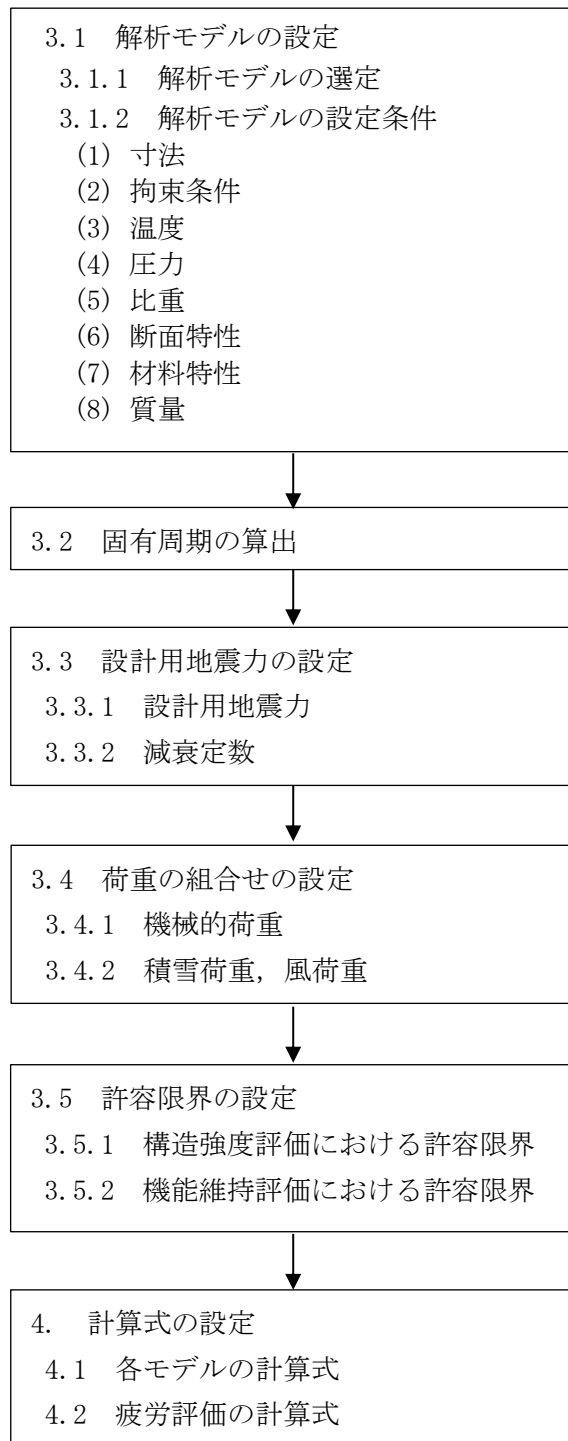 3.1 解析モデルの設定
3.1.1 解析モデルの選定
3.1.2 解析モデルの設定条件
(1) 寸法
(2) 拘束条件
(3) 温度
(4) 圧力
(5) 比重
(6) 断面特性
(7) 材料特性
(8) 質量
3.2 固有周期の算出
3.3 設計用地震力の設定
3.3.1 設計用地震力
3.3.2 減衰定数
3.4 荷重の組合せの設定
3.4.1 機械的荷重
3.4.2 積雪荷重，風荷重
3.5 許容限界の設定
3.5.1 構造強度評価における許容限界
3.5.2 機能維持評価における許容限界
4. 計算式の設定
4.1 各モデルの計算式
4.2 疲労評価の計算式